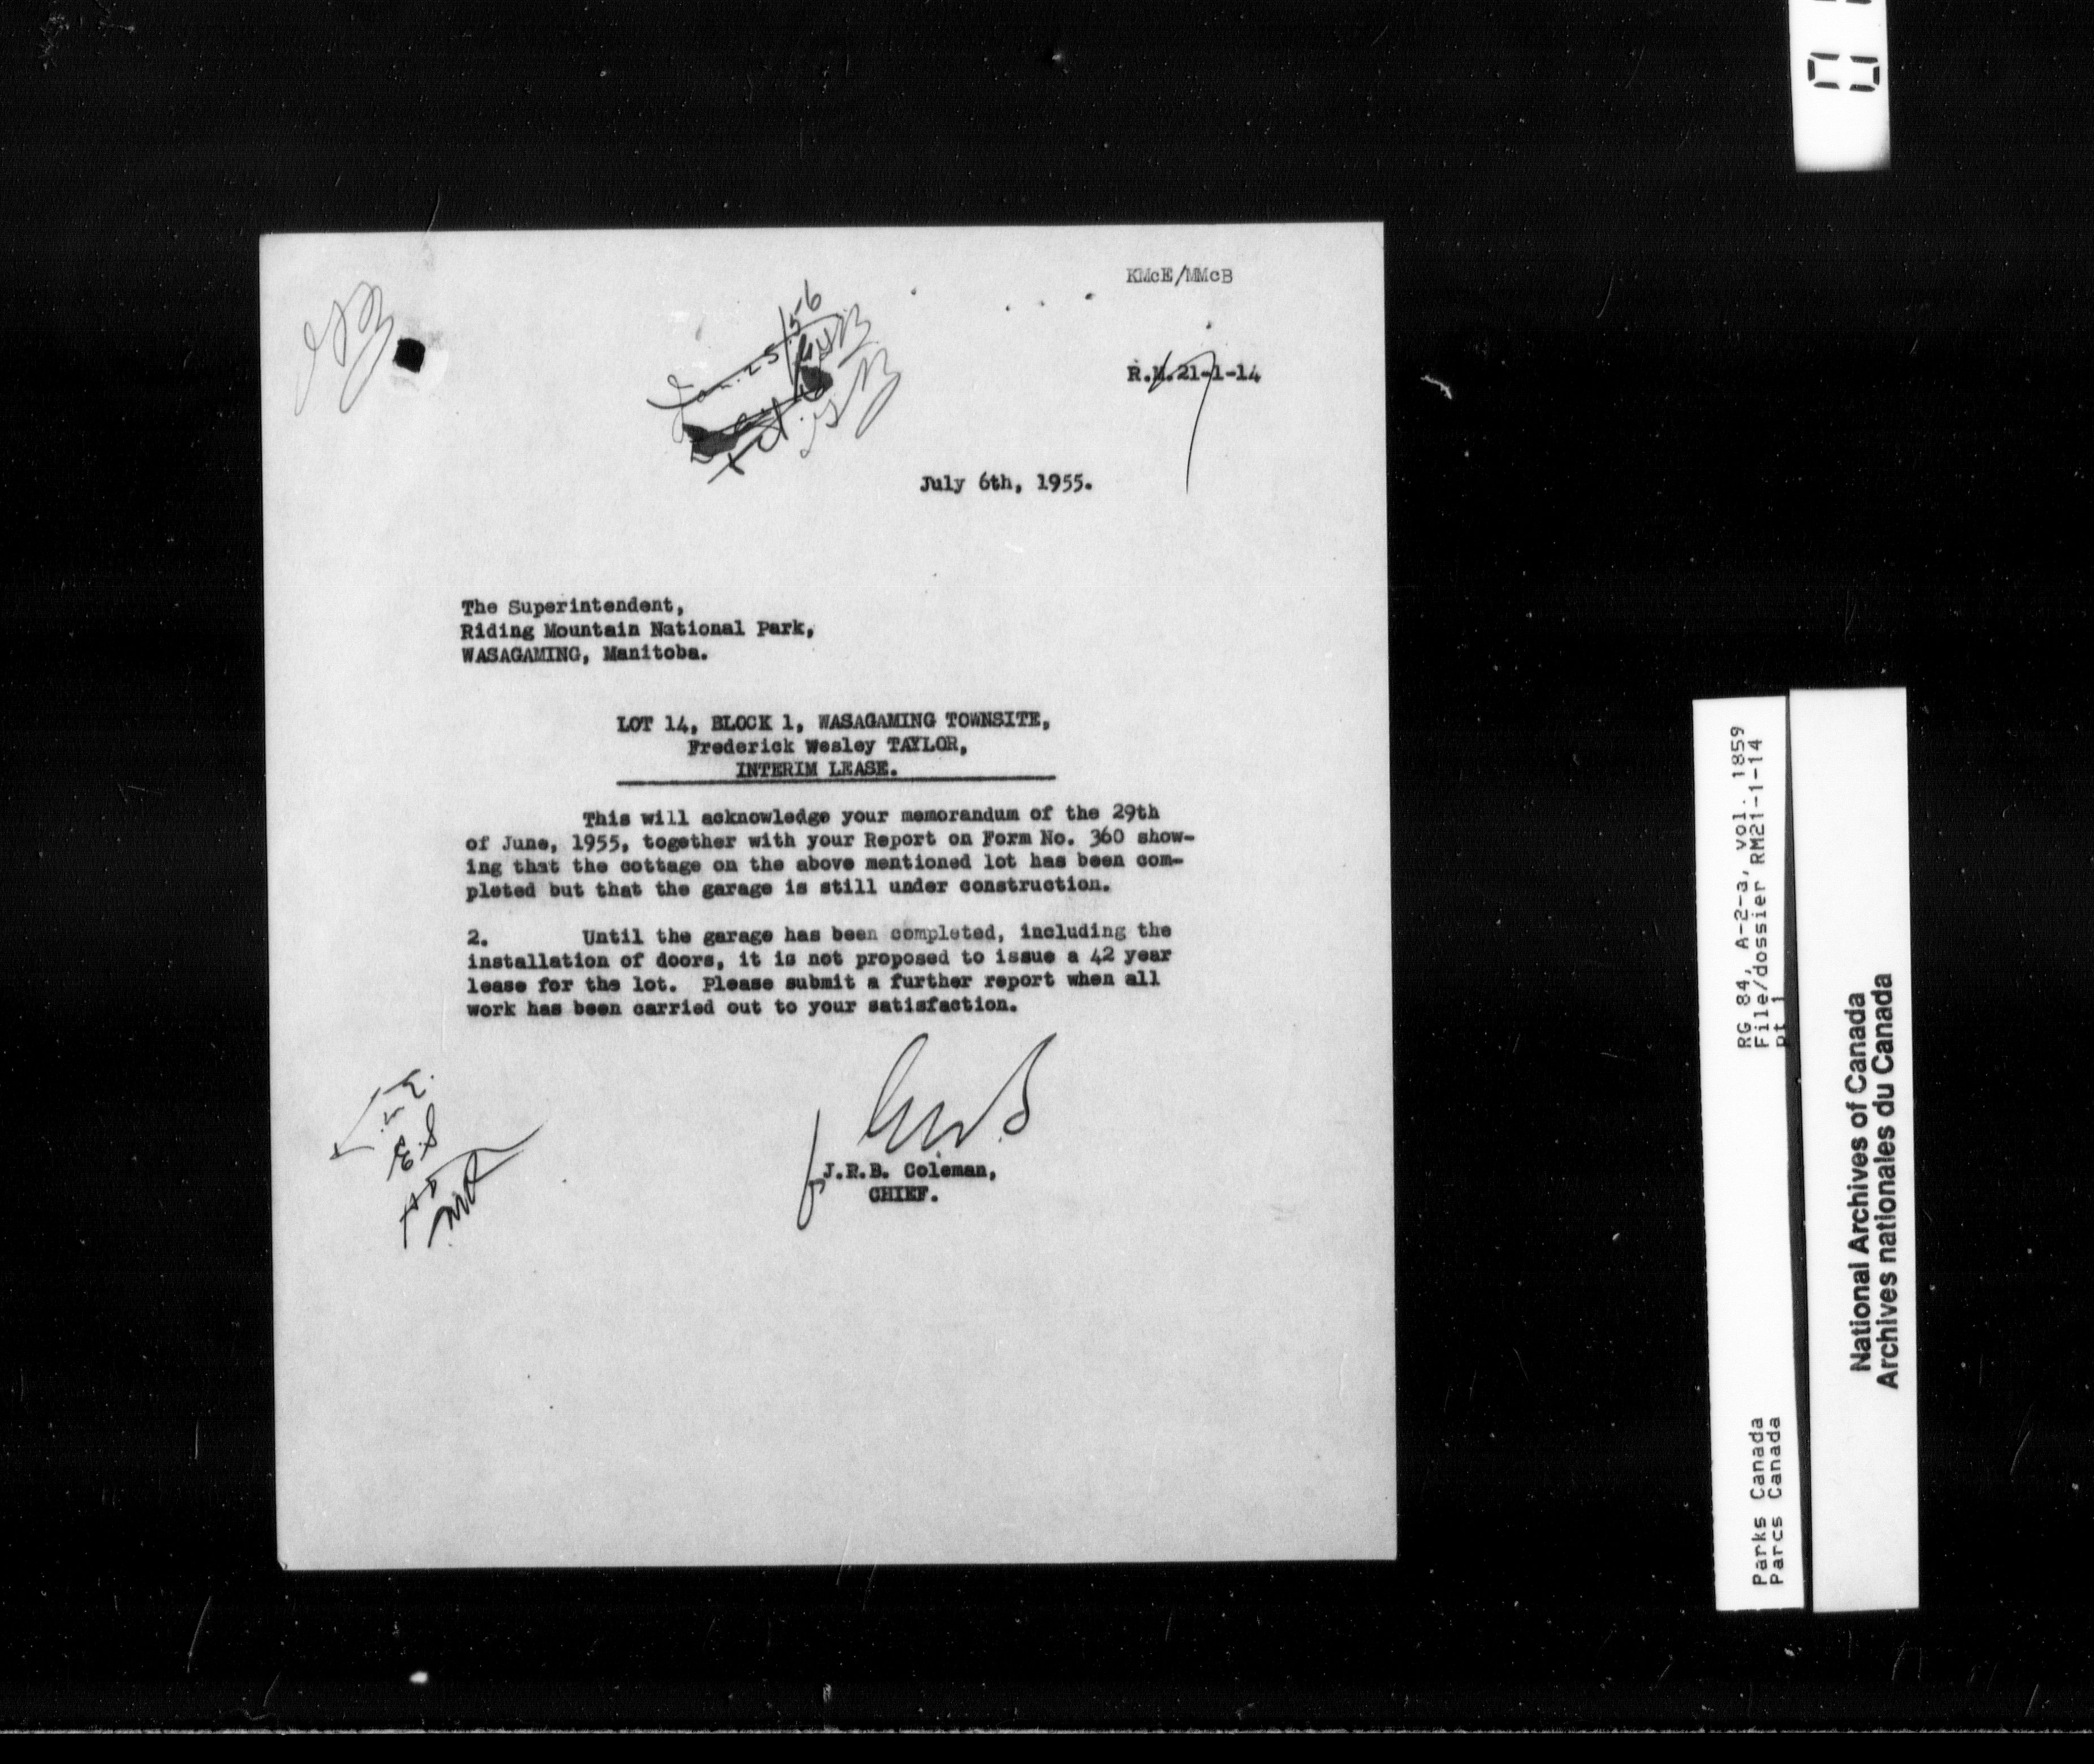 KMcE/MMcB
Jan. 25/56
R.M.21-1-14
July 6th, 1955.
The Superintendent,
Riding Mountain National Park,
WASAGAMING, Manitoba.
LOT 14, BLOCK 1, WASAGAMING TOWNSITE,
Frederick Wesley TAYLOR,
INTERIM LEASE.
This will acknowledge your memorandum of the 29th
of June, 1955, together with your Report on Form No. 360 show-
ing that the cottage on the above mentioned lot has been com-
pleted but that the garage is still under construction.
2. Until the garage has been completed, including the
installation of doors, it is not proposed to issue a 42 year
lease for the lot. Please submit a further report when all
work has been carried out to your satisfaction.
J.R.B. Coleman,
CHIEF.
RG 84, A-2-a, vol. 1859
File/dossier RM21-1-14
pt 1
Parks Canada
Parcs Canada
National Archives of Canada
Archives nationales du Canada